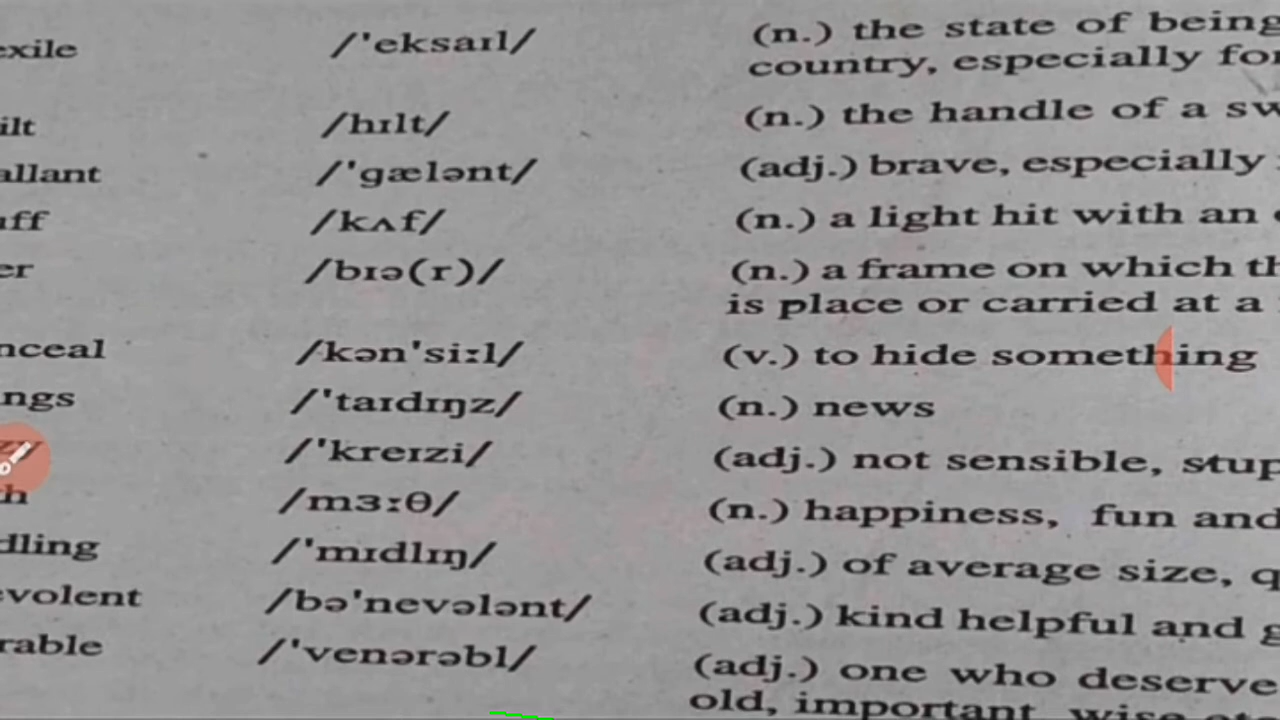 exile /'eksaɪl/ (n.) the state of being
country, especially for
ilt /hɪlt/ (n.) the handle of a sw
allant /'gælənt/ (adj.) brave, especially
uff /kʌf/ (n.) a light hit with an
er /bɪə(r)/ (n.) a frame on which th
is place or carried at a
nceal /kən'siːl/ (v.) to hide something
ngs /'taɪdɪŋz/ (n.) news
/'kreɪzi/ (adj.) not sensible, stup
h /mɜːθ/ (n.) happiness, fun and
dling /'mɪdlɪŋ/ (adj.) of average size, q
evolent /bə'nevələnt/ (adj.) kind helpful and g
rable /'venərəbl/ (adj.) one who deserve
old, important, wise